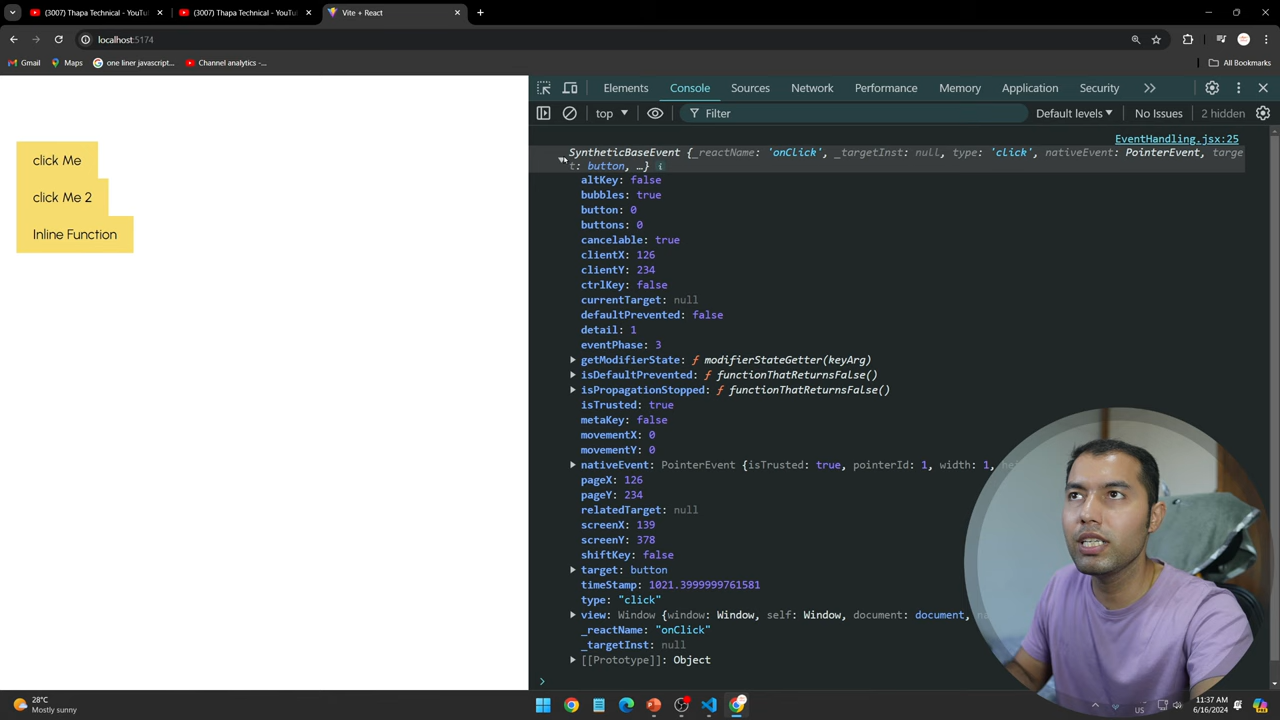 (3007) Thapa Technical - YouTu
(3007) Thapa Technical - YouTu
Vite + React
localhost:5174
Gmail
Maps
one liner javascript...
Channel analytics -...
All Bookmarks
click Me
click Me 2
Inline Function
Elements
Console
Sources
Network
Performance
Memory
Application
Security
top
Filter
Default levels
No Issues
2 hidden
EventHandling.jsx:25
SyntheticBaseEvent {_reactName: 'onClick', _targetInst: null, type: 'click', nativeEvent: PointerEvent, targe
t: button, …} i
altKey: false
bubbles: true
button: 0
buttons: 0
cancelable: true
clientX: 126
clientY: 234
ctrlKey: false
currentTarget: null
defaultPrevented: false
detail: 1
eventPhase: 3
getModifierState: ƒ modifierStateGetter(keyArg)
isDefaultPrevented: ƒ functionThatReturnsFalse()
isPropagationStopped: ƒ functionThatReturnsFalse()
isTrusted: true
metaKey: false
movementX: 0
movementY: 0
nativeEvent: PointerEvent {isTrusted: true, pointerId: 1, width: 1,
pageX: 126
pageY: 234
relatedTarget: null
screenX: 139
screenY: 378
shiftKey: false
target: button
timeStamp: 1021.3999999761581
type: "click"
view: Window {window: Window, self: Window, document: document,
_reactName: "onClick"
_targetInst: null
[[Prototype]]: Object
28°C
Mostly sunny
US
11:37 AM
6/16/2024